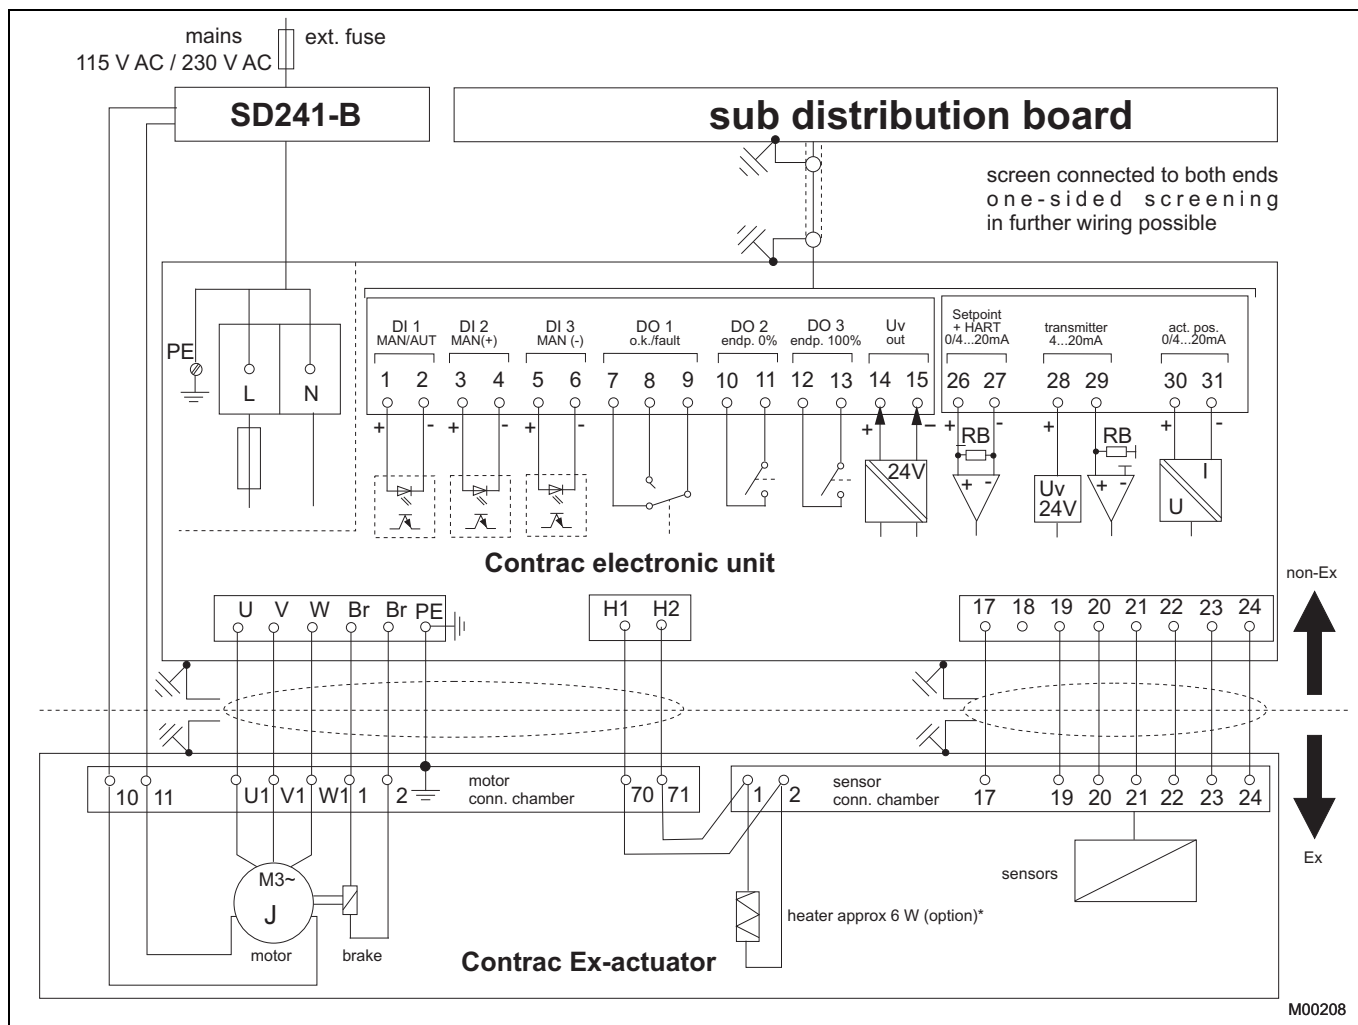 mains
115 V AC / 230 V AC
ext. fuse
SD241-B
sub distribution board
screen connected to both ends
one-sided screening
in further wiring possible
PE
L
N
DI 1
MAN/AUT
DI 2
MAN(+)
DI 3
MAN (-)
DO 1
o.k./fault
DO 2
endp. 0%
DO 3
endp. 100%
Uv
out
Setpoint
+ HART
0/4...20mA
transmitter
4...20mA
act. pos.
0/4...20mA
1 2 3 4 5 6 7 8 9 10 11 12 13 14 15 26 27 28 29 30 31
+ - + - + - + - + - + + -
RB
RB
24V
+ -
Uv
24V
+ -
I
U
Contrac electronic unit
non-Ex
U V W Br Br PE
H1 H2
17 18 19 20 21 22 23 24
10 11 U1 V1 W1 1 2
motor
conn. chamber
70 71
1 2
sensor
conn. chamber
17 19 20 21 22 23 24
Ex
M3~
J
motor
brake
heater approx 6 W (option)*
sensors
Contrac Ex-actuator
M00208